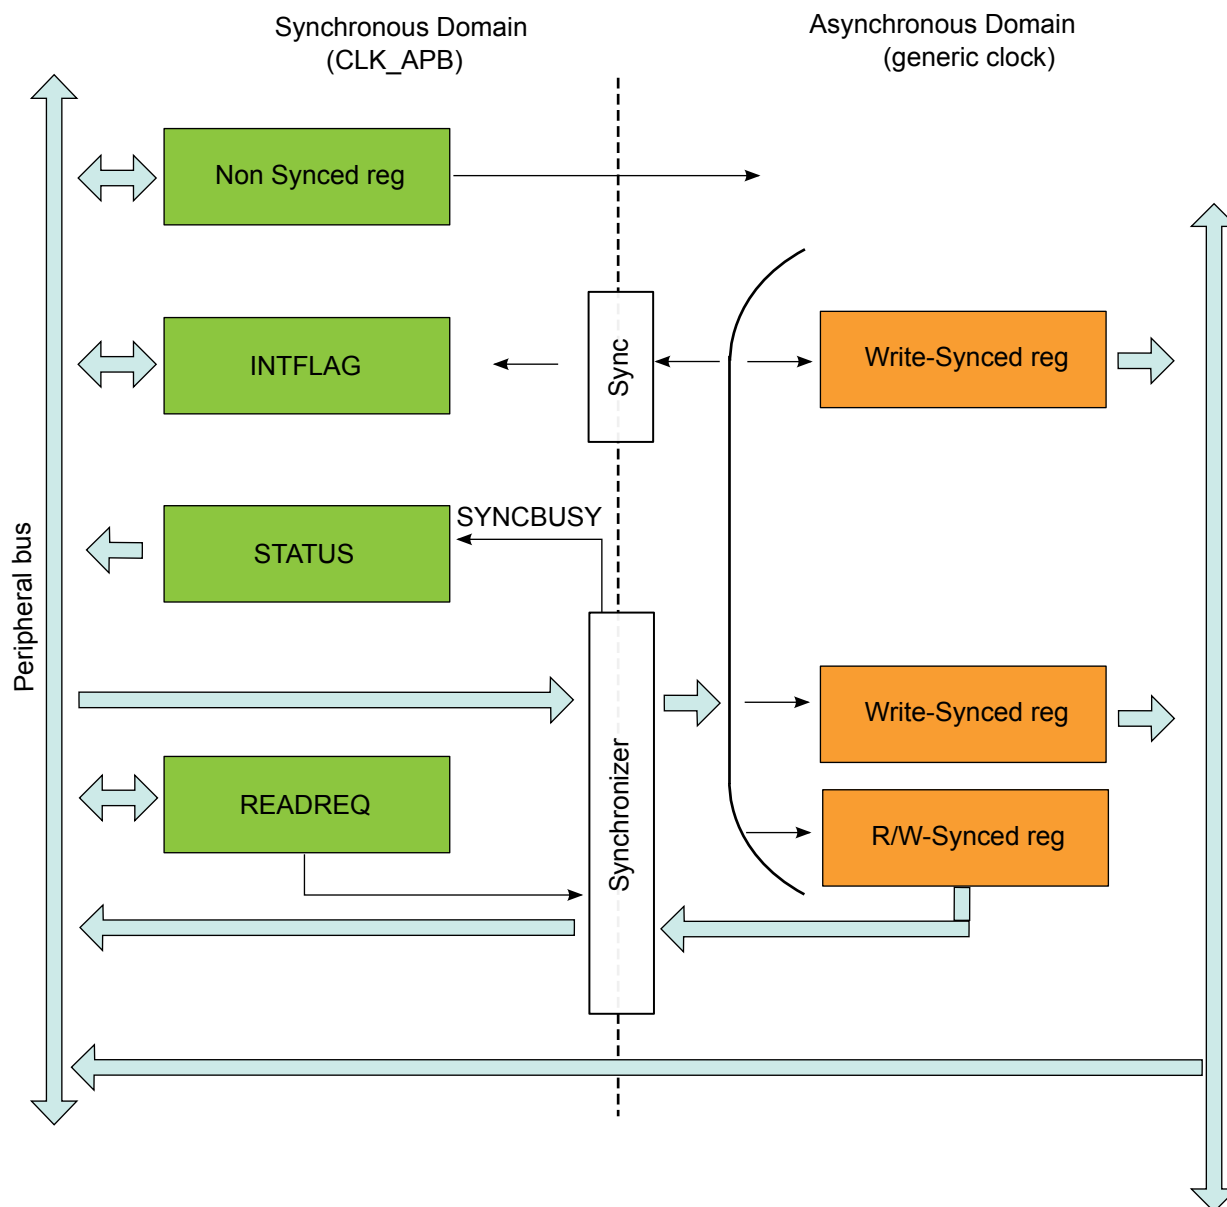 Synchronous Domain
(CLK_APB)
Asynchronous Domain
(generic clock)
Non Synced reg
INTFLAG
Sync
Write-Synced reg
SYNCBUSY
STATUS
Peripheral bus
Synchronizer
Write-Synced reg
READREQ
R/W-Synced reg